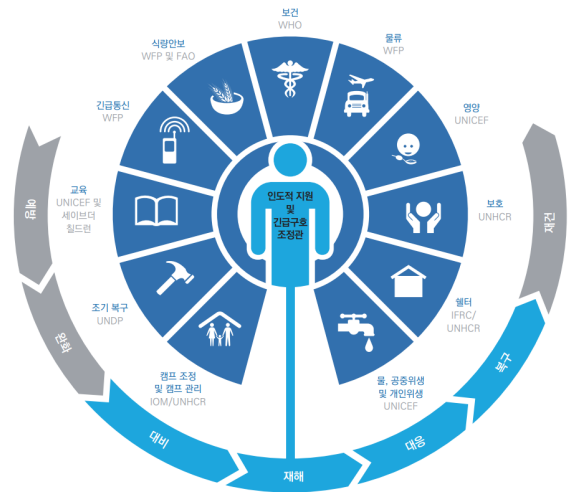 보건
WHO
물류
WFP
영양
UNICEF
보호
UNHCR
쉘터
IFRC/
UNHCR
물, 공중위생
및 개인위생
UNICEF
캠프 조정
및 캠프 관리
IOM/UNHCR
조기 복구
UNDP
교육
UNICEF 및
세이브더
칠드런
긴급통신
WFP
식량안보
WFP 및 FAO
인도적 지원
및
긴급구호
조정관
예방
완화
대비
재해
대응
복구
재건